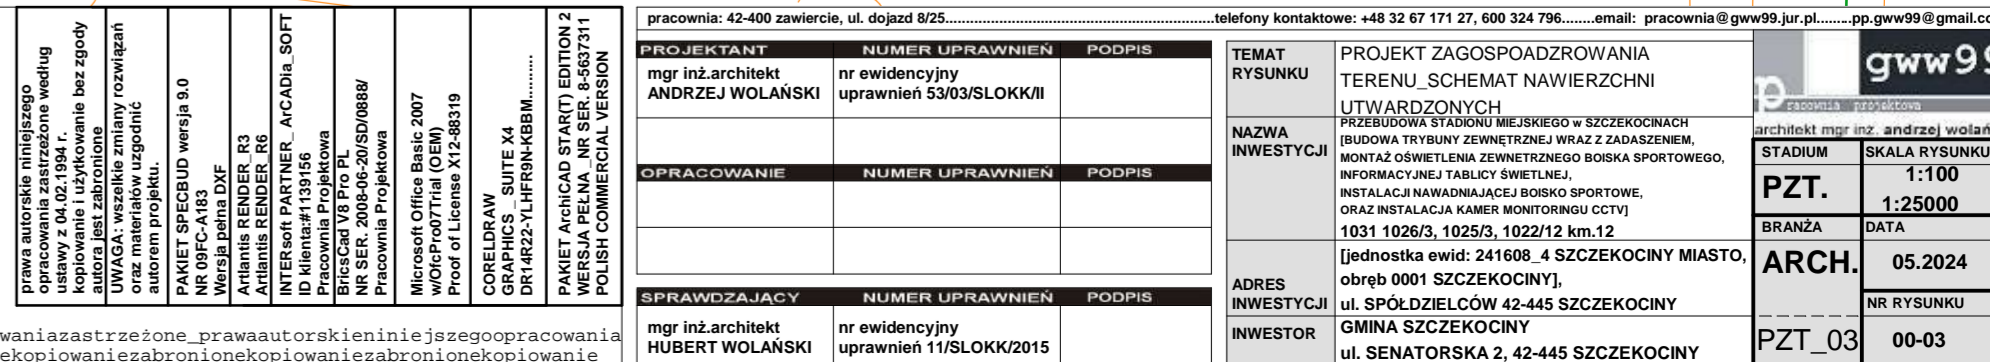 prawa autorskie niniejszego
opracowania zastrzeżone według
ustawy z 04.02.1994 r.
kopiowanie i użytkowanie bez zgody
autora jest zabronione
UWAGA: wszelkie zmiany rozwiązań
oraz materiałów uzgodnić
autorem projektu.
PAKIET SPECBUD wersja 9.0
NR 09FC-A183
Wersja pełna DXF
Artlantis RENDER_R3
Artlantis RENDER_R6
INTERsoft PARTNER_ ArCADia_SOFT
ID klienta:#1139156
Pracownia Projektowa
BricsCad V8 Pro PL
NR SER. 2008-06-20/SD/0888/
Pracownia Projektowa
Microsoft Office Basic 2007
w/OfcPro07Trial (OEM)
Proof of License X12-88319
CORELDRAW
GRAPHICS _ SUITE X4
DR14R22-YLHFR9N-KBBM..........
PAKIET ArchiCAD STAR(T) EDITION 2
WERSJA PEŁNA_NR SER. 8-5637311
POLISH COMMERCIAL VERSION
waniazastrzeżone_prawaautorskieniniejszegoopracowania
ekopiowaniezabronionekopiowaniezabronionekopiowanie
pracownia: 42-400 zawiercie, ul. dojazd 8/25..................................................................................telefony kontaktowe: +48 32 67 171 27, 600 324 796........email: pracownia@gww99.jur.pl.........pp.gww99@gmail.co
PROJEKTANT NUMER UPRAWNIEŃ PODPIS
mgr inż.architekt nr ewidencyjny
ANDRZEJ WOLAŃSKI uprawnień 53/03/SLOKK/II
OPRACOWANIE NUMER UPRAWNIEŃ PODPIS
SPRAWDZAJĄCY NUMER UPRAWNIEŃ PODPIS
mgr inż.architekt nr ewidencyjny
HUBERT WOLAŃSKI uprawnień 11/SLOKK/2015
TEMAT
RYSUNKU
PROJEKT ZAGOSPOADZROWANIA
TERENU_SCHEMAT NAWIERZCHNI
UTWARDZONYCH
NAZWA
INWESTYCJI
PRZEBUDOWA STADIONU MIEJSKIEGO w SZCZEKOCINACH
[BUDOWA TRYBUNY ZEWNĘTRZNEJ WRAZ Z ZADASZENIEM,
MONTAŻ OŚWIETLENIA ZEWNETRZNEGO BOISKA SPORTOWEGO,
INFORMACYJNEJ TABLICY ŚWIETLNEJ,
INSTALACJI NAWADNIAJĄCEJ BOISKO SPORTOWE,
ORAZ INSTALACJA KAMER MONITORINGU CCTV]
1031 1026/3, 1025/3, 1022/12 km.12
ADRES
INWESTYCJI
[jednostka ewid: 241608_4 SZCZEKOCINY MIASTO,
obręb 0001 SZCZEKOCINY],
ul. SPÓŁDZIELCÓW 42-445 SZCZEKOCINY
INWESTOR
GMINA SZCZEKOCINY
ul. SENATORSKA 2, 42-445 SZCZEKOCINY
gww99
pracownia projektowa
architekt mgr inż. andrzej wolań
STADIUM SKALA RYSUNKU
PZT. 1:100
1:25000
BRANŻA DATA
ARCH. 05.2024
NR RYSUNKU
PZT_03 00-03